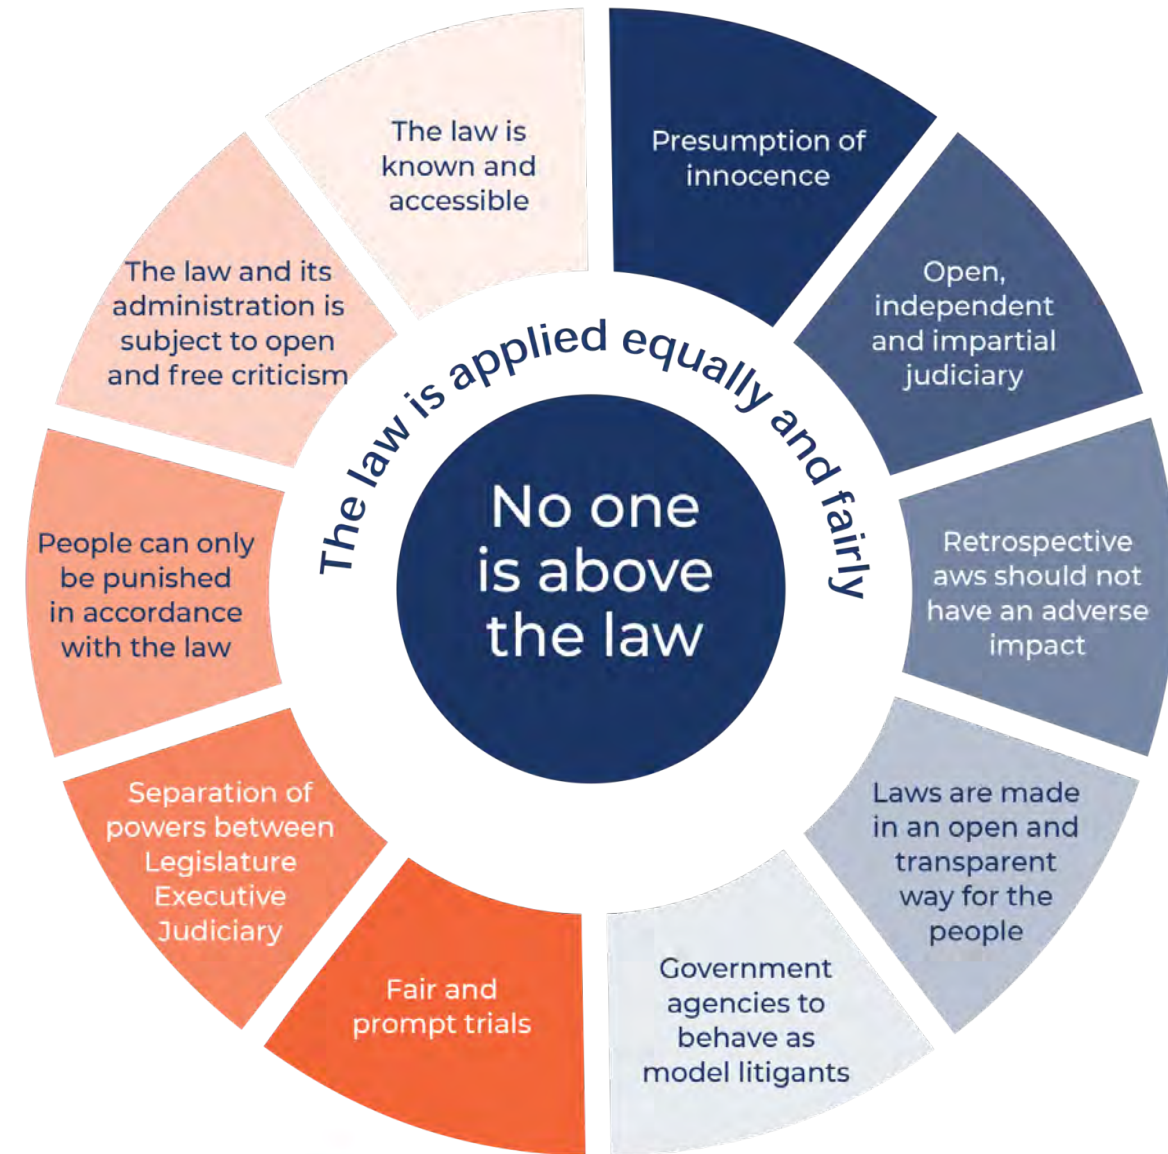 The law is
known and
accessible
Presumption of
innocence
Open,
independent
and impartial
judiciary
Retrospective
aws should not
have an adverse
impact
Laws are made
in an open and
transparent
way for the
people
Government
agencies to
behave as
model litigants
Fair and
prompt trials
Separation of
powers between
Legislature
Executive
Judiciary
People can only
be punished
in accordance
with the law
The law and its
administration is
subject to open
and free criticism
The law is applied equally and fairly
No one
is above
the law